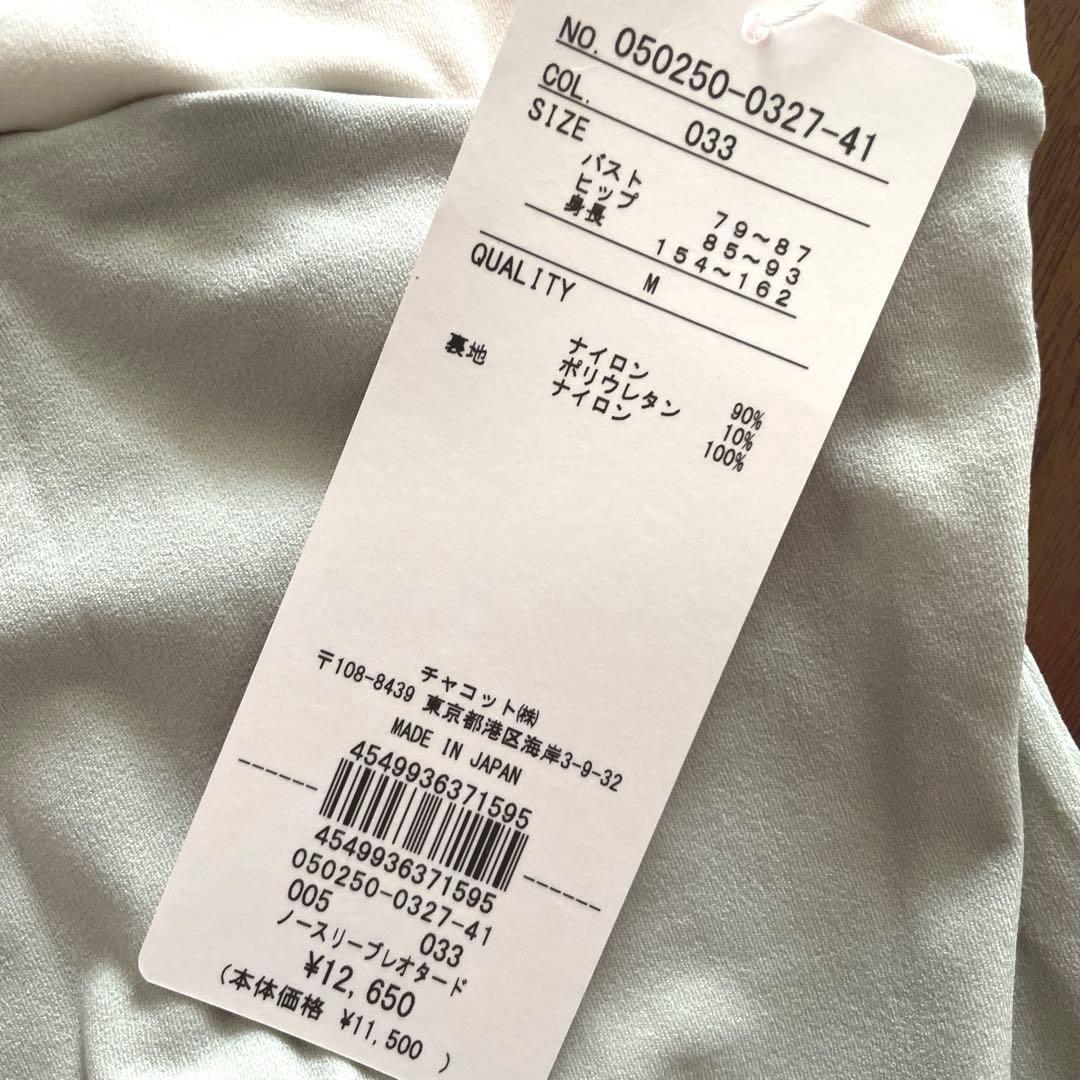 NO. 050250-0327-41
COL. 033
SIZE
バスト 79~87
ヒップ 85~93
身長 154~162
M
QUALITY
ナイロン 90%
ポリウレタン 10%
裏地 ナイロン 100%
チャコット㈱
〒108-8439 東京都港区海岸3-9-32
MADE IN JAPAN
4549936371595
4549936371595
050250-0327-41
005 033
ノースリーブレオタード
¥12,650
(本体価格 ¥11,500 )